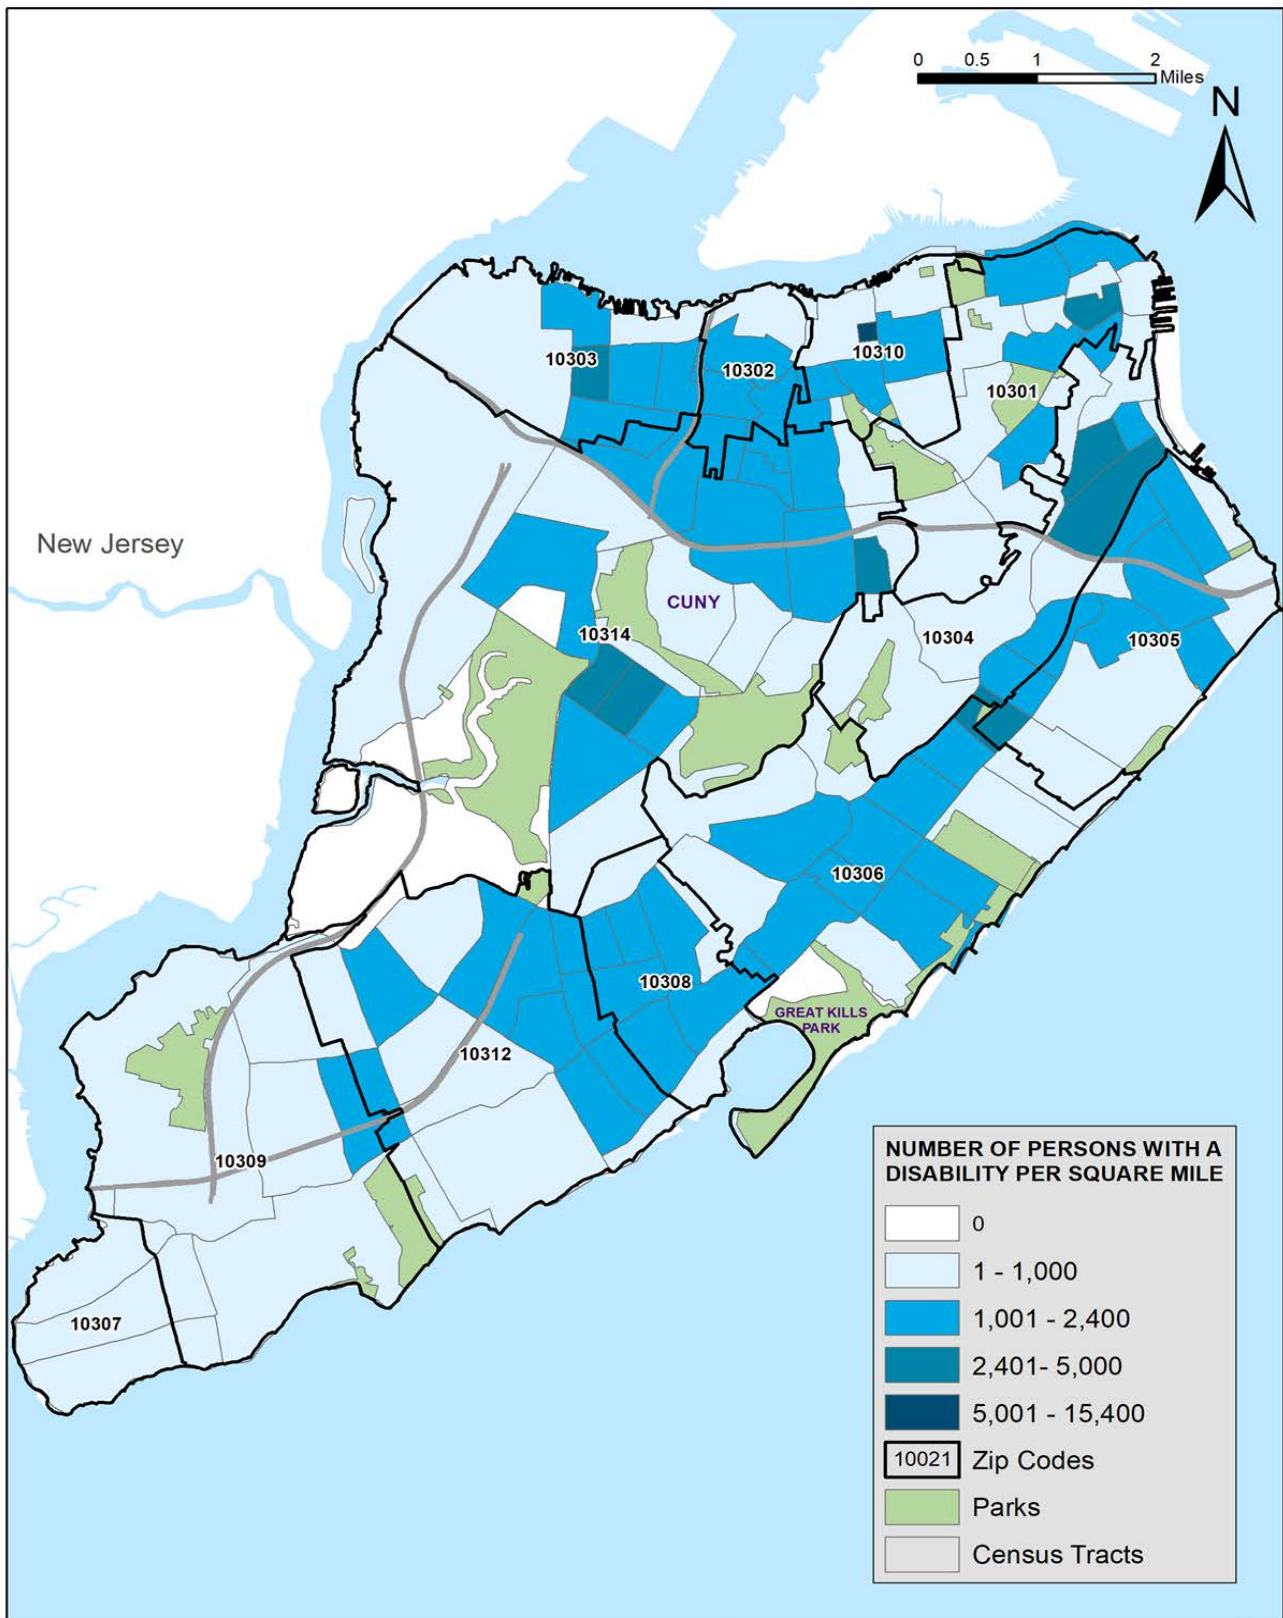 0 0.5 1 2
Miles
N
10303
10302
10310
10301
New Jersey
CUNY
10314
10304
10305
10306
10308
GREAT KILLS
PARK
10312
10309
10307
NUMBER OF PERSONS WITH A
DISABILITY PER SQUARE MILE
0
1 - 1,000
1,001 - 2,400
2,401- 5,000
5,001 - 15,400
10021 Zip Codes
Parks
Census Tracts